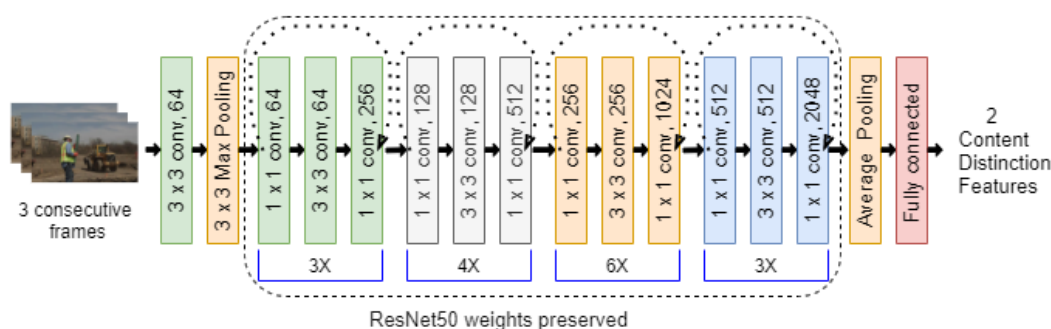 3 consecutive
frames
3 x 3 conv, 64
3 x 3 Max Pooling
1 x 1 conv, 64
3 x 3 conv, 64
1 x 1 conv, 256
3X
1 x 1 conv, 128
3 x 3 conv, 128
1 x 1 conv, 512
4X
1 x 1 conv, 256
3 x 3 conv, 256
1 x 1 conv, 1024
6X
1 x 1 conv, 512
3 x 3 conv, 512
1 x 1 conv, 2048
3X
Average Pooling
Fully connected
2
Content
Distinction
Features
ResNet50 weights preserved